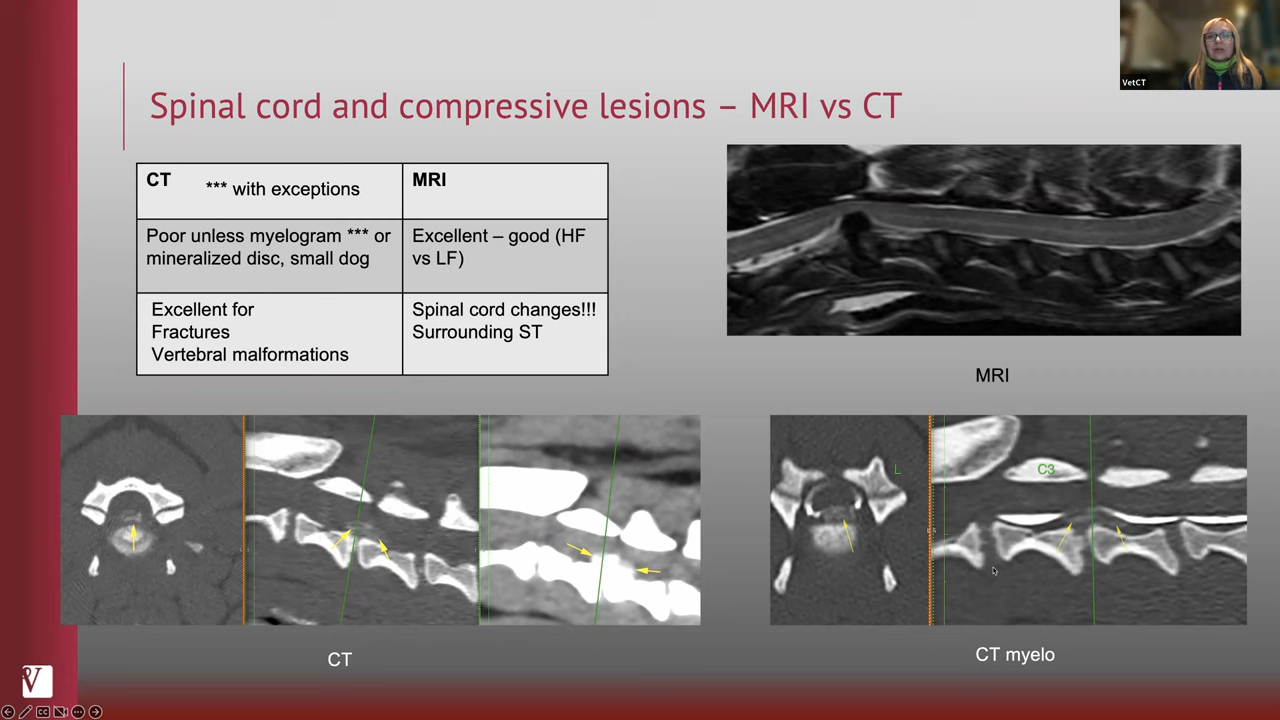 VetCT
Spinal cord and compressive lesions – MRI vs CT
CT *** with exceptions
MRI
Poor unless myelogram *** or
mineralized disc, small dog
Excellent – good (HF
vs LF)
Excellent for
Fractures
Vertebral malformations
Spinal cord changes!!!
Surrounding ST
MRI
L
C3
CT
CT myelo
V
CC